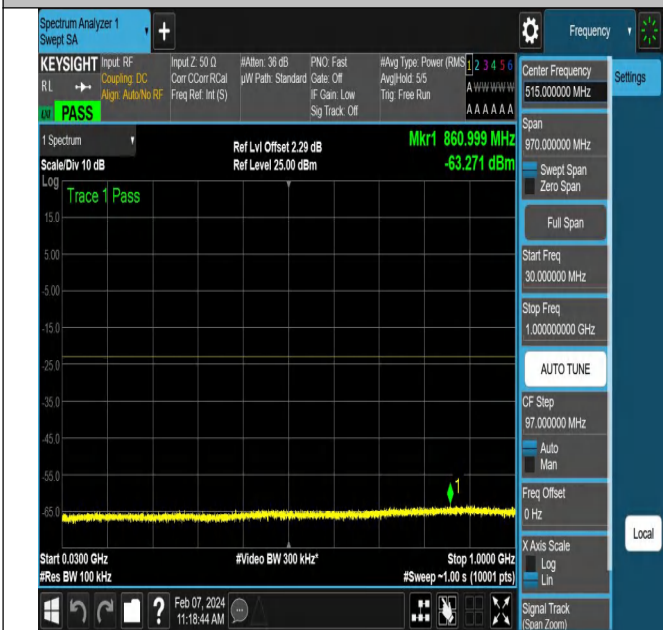 Spectrum Analyzer 1
Swept SA
+
Frequency
KEYSIGHT
RL
LXI
PASS
Input: RF
Coupling: DC
Align: Auto/No RF
Input Z: 50 Ω
Corr CCorr RCal
Freq Ref: Int (S)
#Atten: 36 dB
µW Path: Standard
PNO: Fast
Gate: Off
IF Gain: Low
Sig Track: Off
#Avg Type: Power (RMS
Avg|Hold: 5/5
Trig: Free Run
1 2 3 4 5 6
A W W W W W
A A A A A A
1 Spectrum
Scale/Div 10 dB
Ref Lvl Offset 2.29 dB
Ref Level 25.00 dBm
Mkr1 860.999 MHz
-63.271 dBm
Log
Trace 1 Pass
15.0
5.00
-5.00
-15.0
-25.0
-35.0
-45.0
-55.0
-65.0
1
Start 0.0300 GHz
#Res BW 100 kHz
#Video BW 300 kHz*
Stop 1.0000 GHz
#Sweep ~1.00 s (10001 pts)
?
Feb 07, 2024
11:18:44 AM
Center Frequency
515.000000 MHz
Settings
Span
970.000000 MHz
Swept Span
Zero Span
Full Span
Start Freq
30.000000 MHz
Stop Freq
1.000000000 GHz
AUTO TUNE
CF Step
97.000000 MHz
Auto
Man
Freq Offset
0 Hz
X Axis Scale
Log
Lin
Local
Signal Track
(Span Zoom)